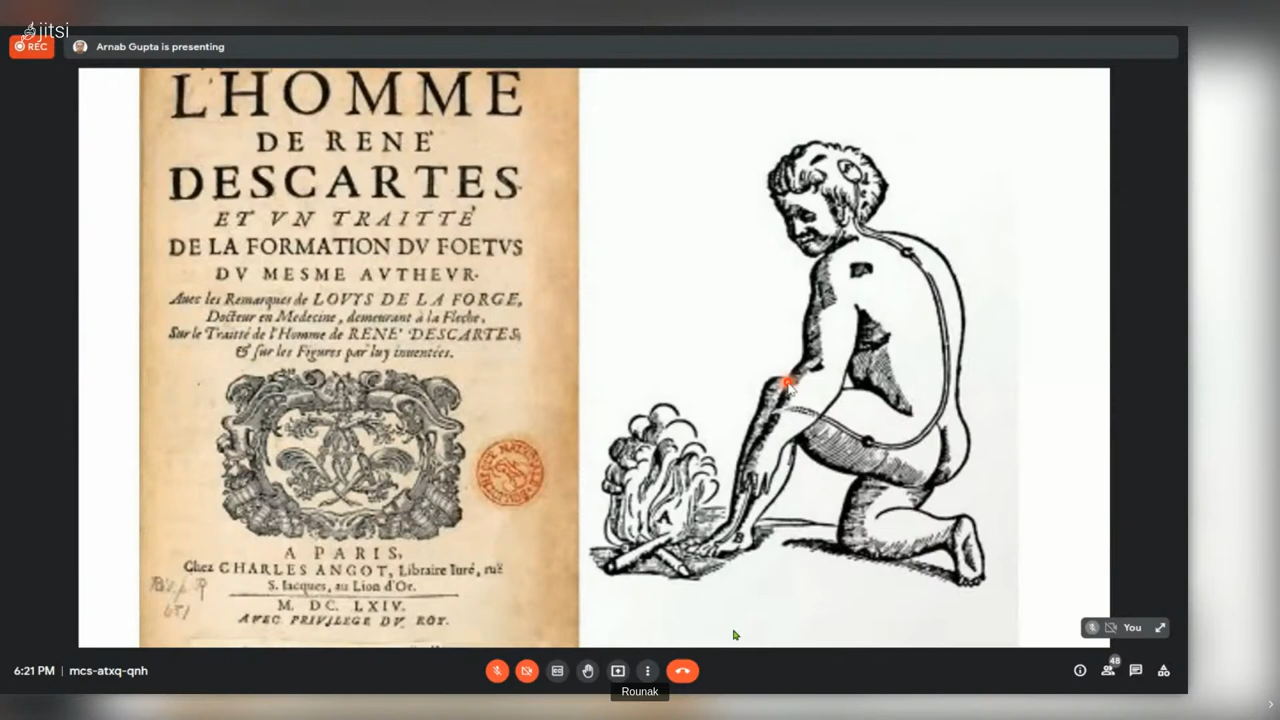 jitsi
REC
Arnab Gupta is presenting
L'HOMME
DE RENE'
DESCARTES
ET VN TRAITTE'
DE LA FORMATION DV FOETVS
DV MESME AVTHEVR.
Auec les Remarques de LOVYS DE LA FORGE,
Docteur en Medecine, demeurant à la Fleche,
Sur le Traitté de l'Homme de RENE' DESCARTES,
& sur les Figures par luy inuentées.
A PARIS,
Chez CHARLES ANGOT, Libraire Iuré, ruë
S. Iacques, au Lion d'Or.
M. DC. LXIV.
AVEC PRIVILEGE DV ROY.
A
B
You
6:21 PM | mcs-atxq-qnh
48
Rounak